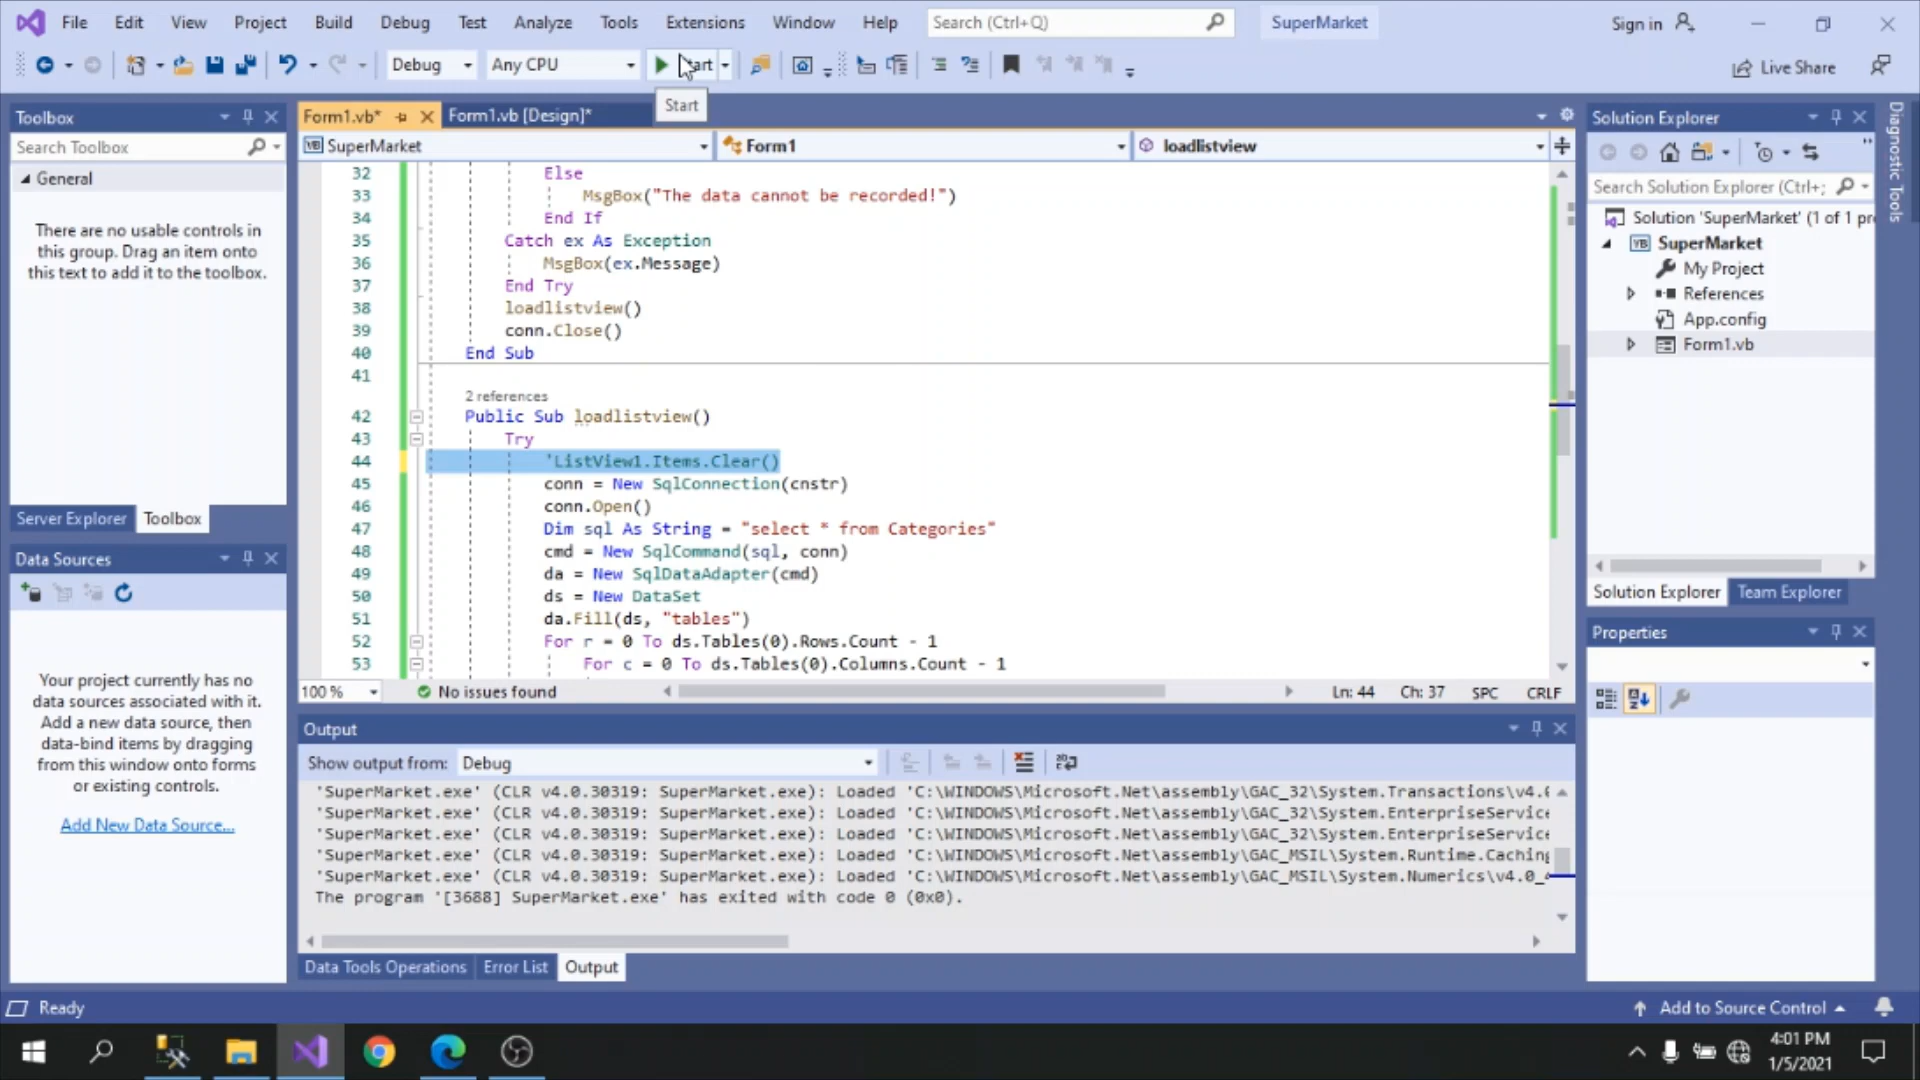 File Edit View Project Build Debug Test Analyze Tools Extensions Window Help Search (Ctrl+Q) SuperMarket Sign in
Debug Any CPU Start Live Share
Start
Toolbox
Search Toolbox
General
There are no usable controls in
this group. Drag an item onto
this text to add it to the toolbox.
Server Explorer Toolbox
Data Sources
Your project currently has no
data sources associated with it.
Add a new data source, then
data-bind items by dragging
from this window onto forms
or existing controls.
Add New Data Source...
Form1.vb* Form1.vb [Design]*
VB SuperMarket Form1 loadlistview
32 Else
33 MsgBox("The data cannot be recorded!")
34 End If
35 Catch ex As Exception
36 MsgBox(ex.Message)
37 End Try
38 loadlistview()
39 conn.Close()
40 End Sub
41
2 references
42 Public Sub loadlistview()
43 Try
44 'ListView1.Items.Clear()
45 conn = New SqlConnection(cnstr)
46 conn.Open()
47 Dim sql As String = "select * from Categories"
48 cmd = New SqlCommand(sql, conn)
49 da = New SqlDataAdapter(cmd)
50 ds = New DataSet
51 da.Fill(ds, "tables")
52 For r = 0 To ds.Tables(0).Rows.Count - 1
53 For c = 0 To ds.Tables(0).Columns.Count - 1
100 % No issues found Ln: 44 Ch: 37 SPC CRLF
Output
Show output from: Debug
'SuperMarket.exe' (CLR v4.0.30319: SuperMarket.exe): Loaded 'C:\WINDOWS\Microsoft.Net\assembly\GAC_32\System.Transactions\v4.0
'SuperMarket.exe' (CLR v4.0.30319: SuperMarket.exe): Loaded 'C:\WINDOWS\Microsoft.Net\assembly\GAC_32\System.EnterpriseService
'SuperMarket.exe' (CLR v4.0.30319: SuperMarket.exe): Loaded 'C:\WINDOWS\Microsoft.Net\assembly\GAC_32\System.EnterpriseService
'SuperMarket.exe' (CLR v4.0.30319: SuperMarket.exe): Loaded 'C:\WINDOWS\Microsoft.Net\assembly\GAC_MSIL\System.Runtime.Caching
'SuperMarket.exe' (CLR v4.0.30319: SuperMarket.exe): Loaded 'C:\WINDOWS\Microsoft.Net\assembly\GAC_MSIL\System.Numerics\v4.0_
The program '[3688] SuperMarket.exe' has exited with code 0 (0x0).
Data Tools Operations Error List Output
Solution Explorer
Search Solution Explorer (Ctrl+;
Solution 'SuperMarket' (1 of 1 pr
VB SuperMarket
My Project
References
App.config
Form1.vb
Solution Explorer Team Explorer
Properties
Diagnostic Tools
Ready Add to Source Control
4:01 PM
1/5/2021